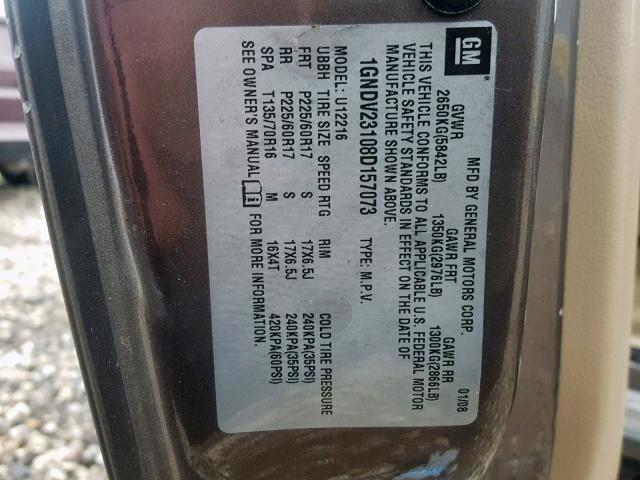 GM
MFD BY GENERAL MOTORS CORP. 01/08
GVWR GAWR FRT GAWR RR
2650KG(5842LB) 1350KG(2976LB) 1300KG(2866LB)
THIS VEHICLE CONFORMS TO ALL APPLICABLE U.S. FEDERAL MOTOR
VEHICLE SAFETY STANDARDS IN EFFECT ON THE DATE OF
MANUFACTURE SHOWN ABOVE.
1GNDV23108D157073 TYPE: M.P.V.
MODEL: U12216
UBBH TIRE SIZE SPEED RTG RIM COLD TIRE PRESSURE
FRT P225/60R17 S 17X6.5J 240KPA(35PSI)
RR P225/60R17 S 17X6.5J 240KPA(35PSI)
SPA T135/70R16 M 16X4T 420KPA(60PSI)
SEE OWNER'S MANUAL FOR MORE INFORMATION.